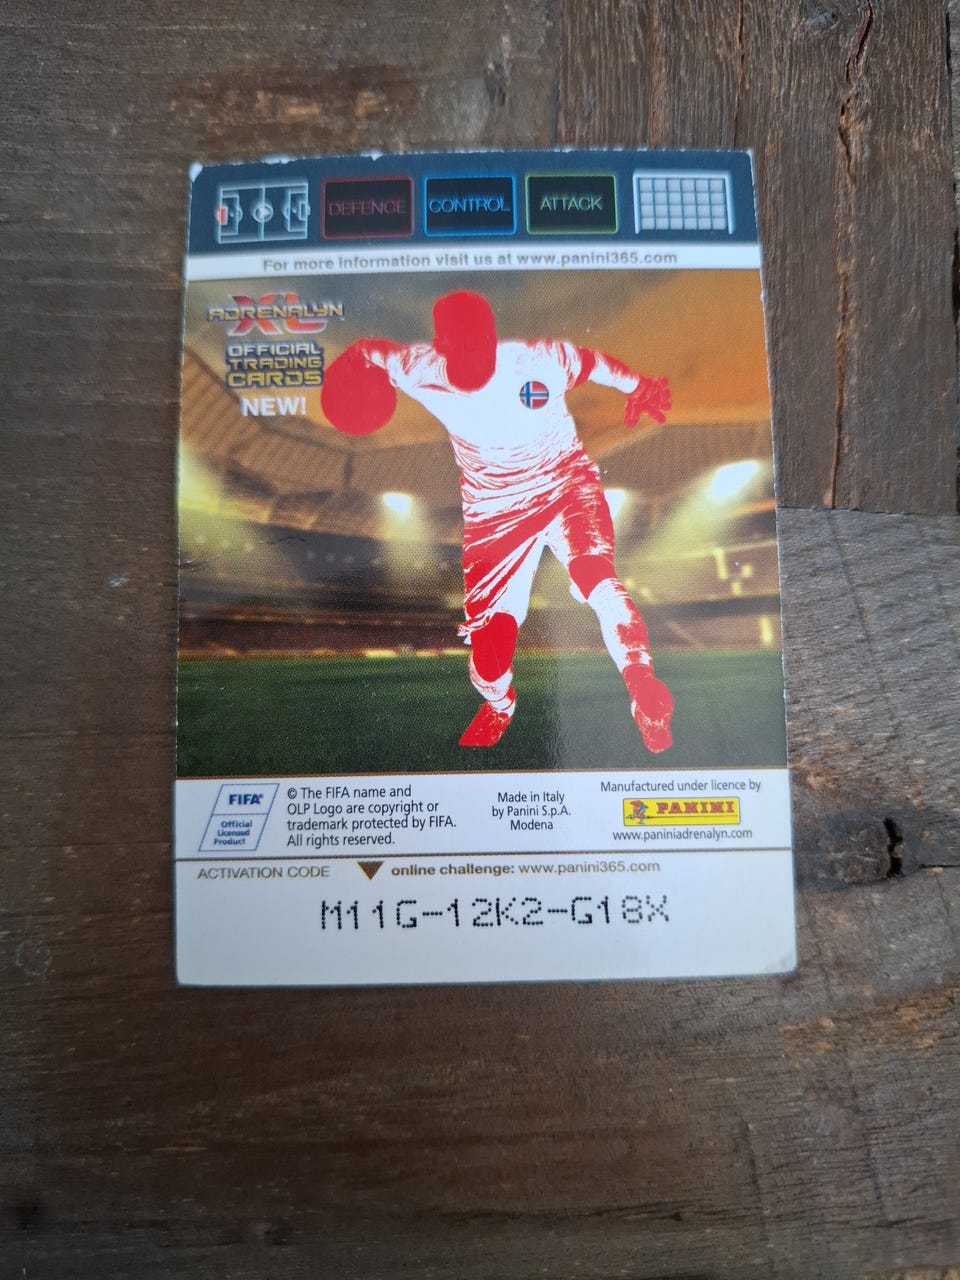 DEFENCE CONTROL ATTACK
For more information visit us at www.panini365.com
ADRENALYN
XL
OFFICIAL
TRADING
CARDS
NEW!
FIFA®
Official
Licensed
Product
© The FIFA name and
OLP Logo are copyright or
trademark protected by FIFA.
All rights reserved.
Made in Italy
by Panini S.p.A.
Modena
Manufactured under licence by
PANINI
www.paniniadrenalyn.com
ACTIVATION CODE
online challenge: www.panini365.com
M11G-12K2-G18X